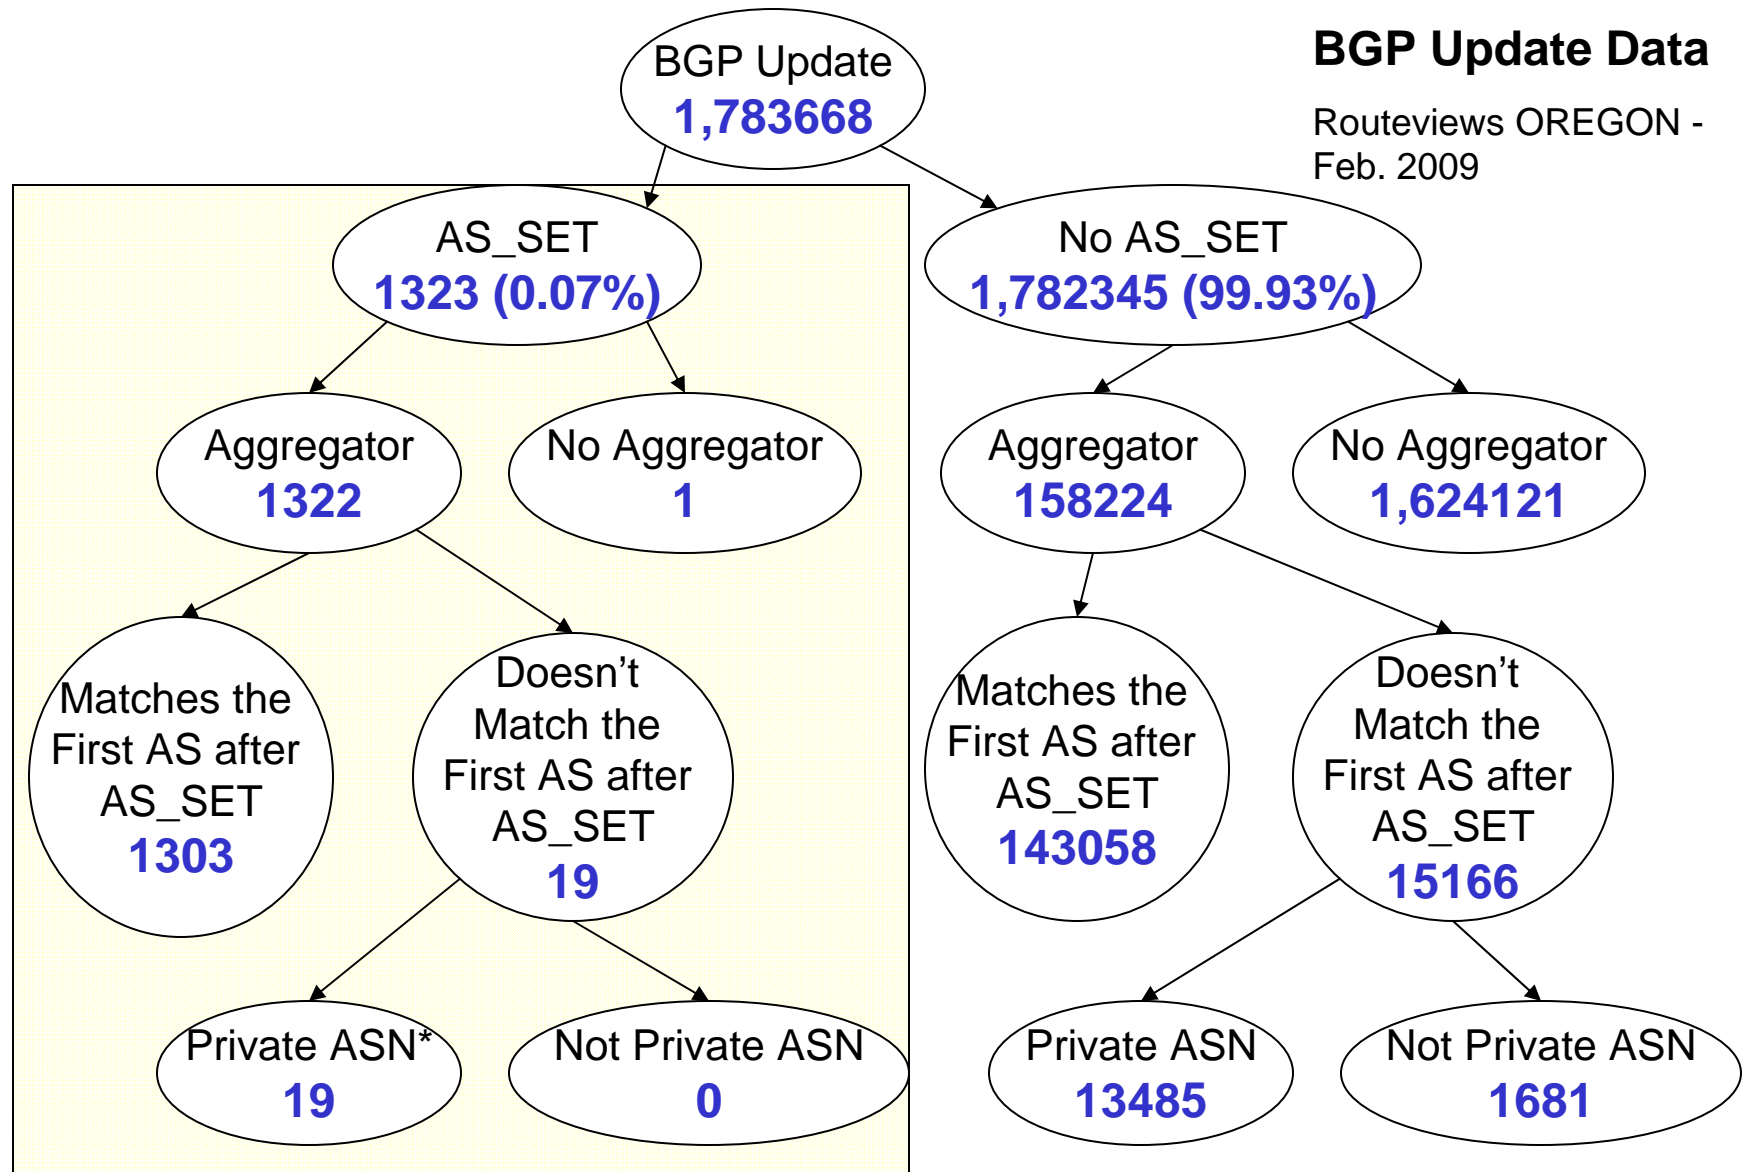 BGP Update Data
Routeviews OREGON -
Feb. 2009
BGP Update
1,783668
AS_SET
1323 (0.07%)
No AS_SET
1,782345 (99.93%)
Aggregator
1322
No Aggregator
1
Aggregator
158224
No Aggregator
1,624121
Matches the
First AS after
AS_SET
1303
Doesn’t
Match the
First AS after
AS_SET
19
Matches the
First AS after
AS_SET
143058
Doesn’t
Match the
First AS after
AS_SET
15166
Private ASN*
19
Not Private ASN
0
Private ASN
13485
Not Private ASN
1681